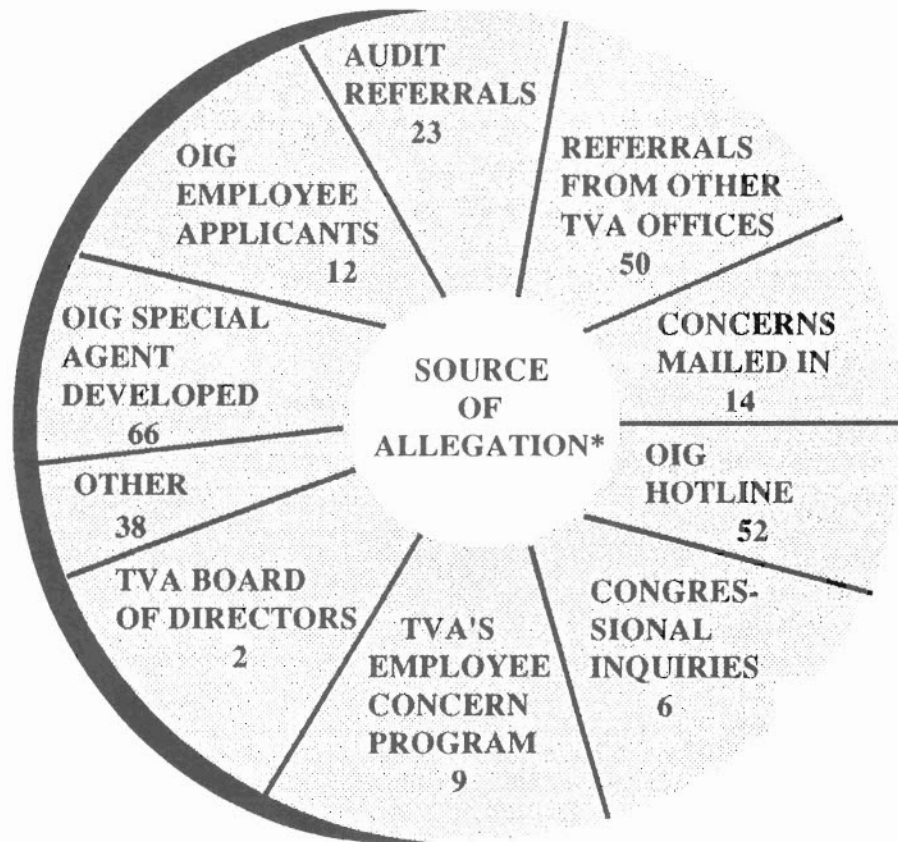 AUDIT
REFERRALS
23
REFERRALS
FROM OTHER
TVA OFFICES
50
CONCERNS
MAILED IN
14
OIG
HOTLINE
52
CONGRES-
SIONAL
INQUIRIES
6
TVA'S
EMPLOYEE
CONCERN
PROGRAM
9
TVA BOARD
OF DIRECTORS
2
OTHER
38
OIG SPECIAL
AGENT
DEVELOPED
66
OIG
EMPLOYEE
APPLICANTS
12
SOURCE
OF
ALLEGATION*